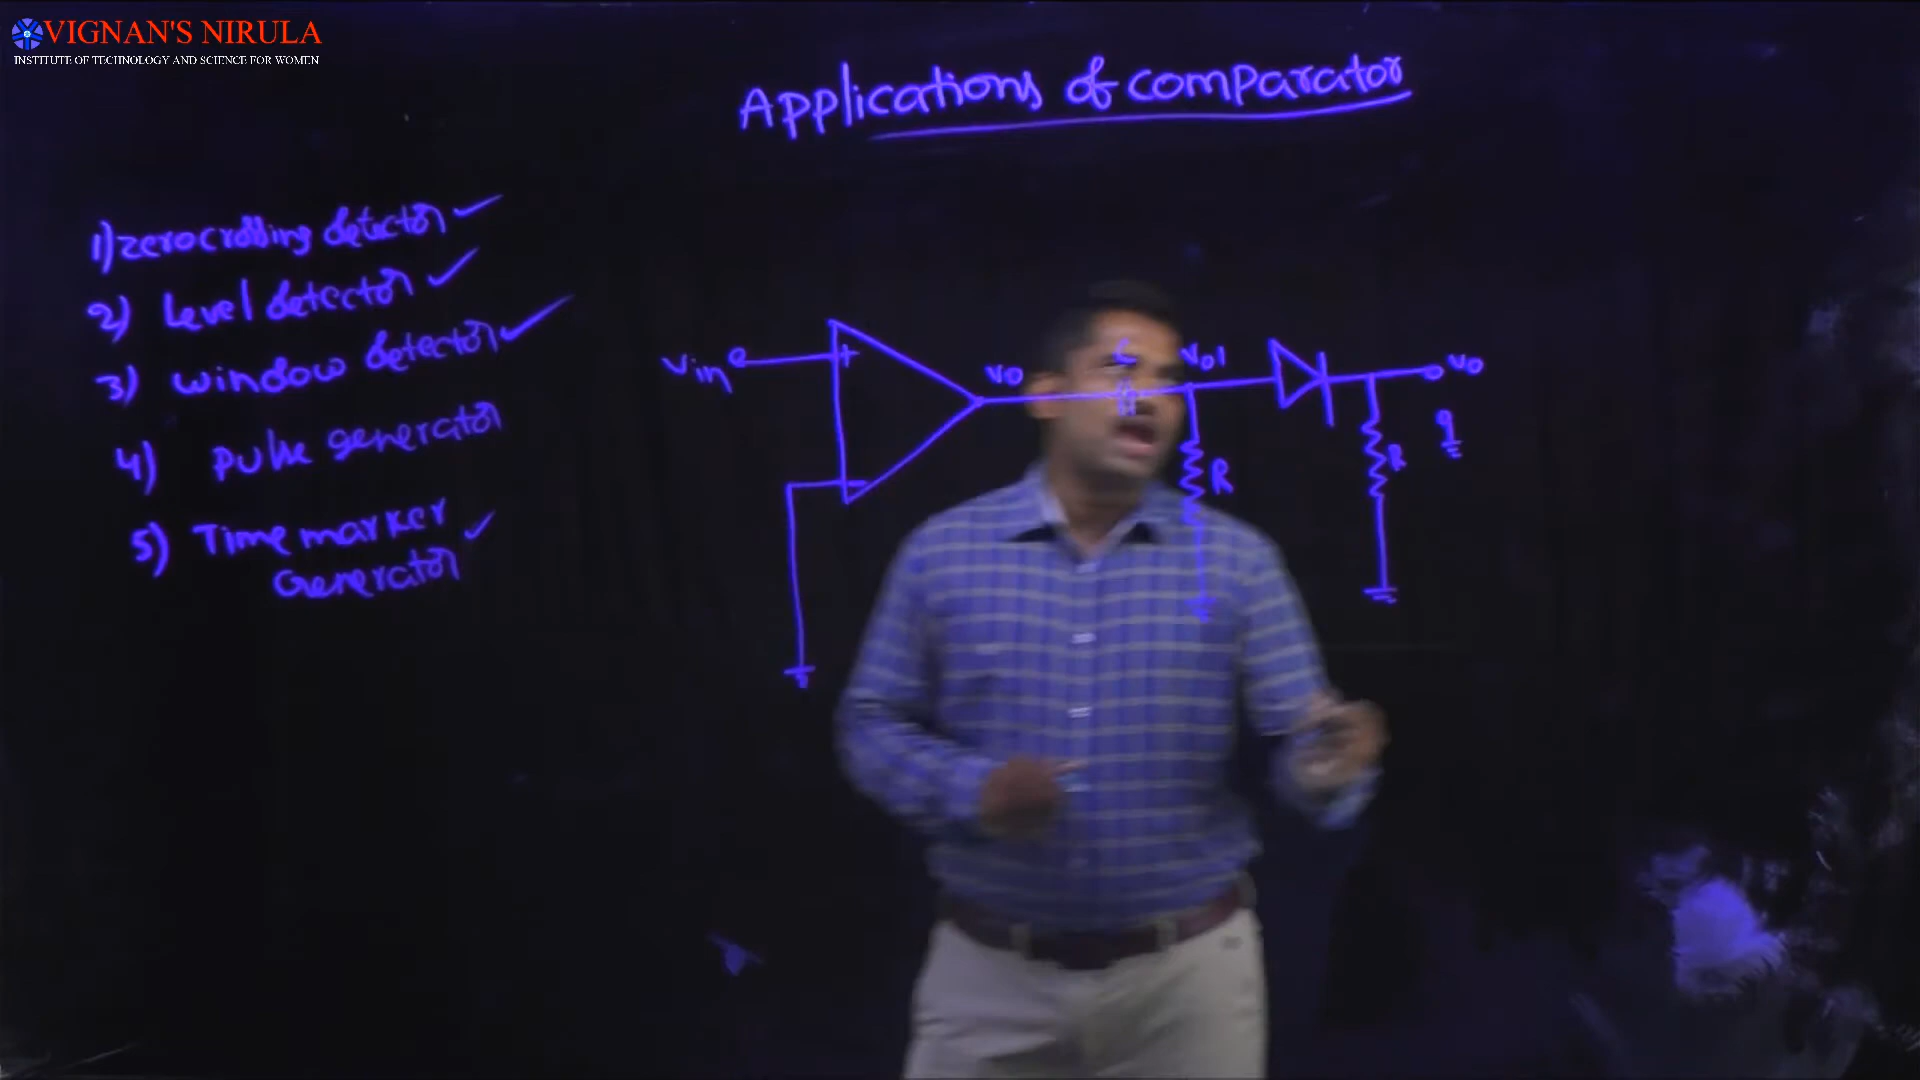 VIGNAN'S NIRULA
INSTITUTE OF TECHNOLOGY AND SCIENCE FOR WOMEN
Applications of comparator
1) zerocrossing detector
2) Level detector
3) window detector
4) pulse generator
5) Time marker
Generator
Vin
+
-
Vo
C
Vo1
R
Vo
R